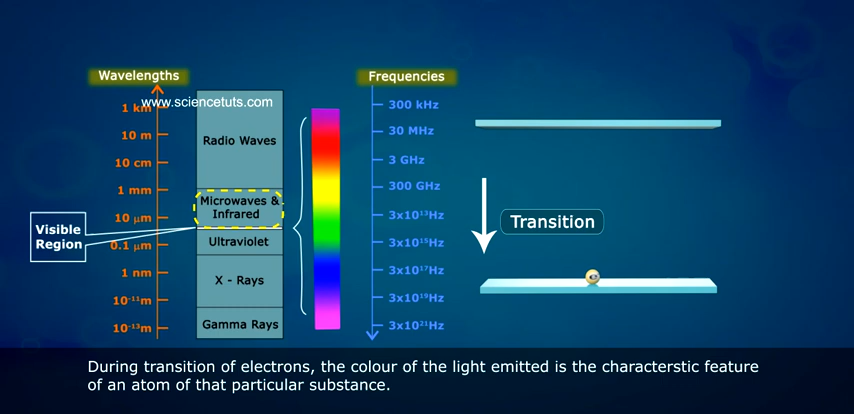 Wavelengths
Frequencies
www.sciencetuts.com
1 km
10 m
10 cm
1 mm
10 μm
0.1 μm
1 nm
10⁻¹¹m
10⁻¹³m
Radio Waves
Microwaves &
Infrared
Ultraviolet
X - Rays
Gamma Rays
Visible
Region
300 kHz
30 MHz
3 GHz
300 GHz
3x10¹³Hz
3x10¹⁵Hz
3x10¹⁷Hz
3x10¹⁹Hz
3x10²¹Hz
Transition
During transition of electrons, the colour of the light emitted is the characterstic feature
of an atom of that particular substance.